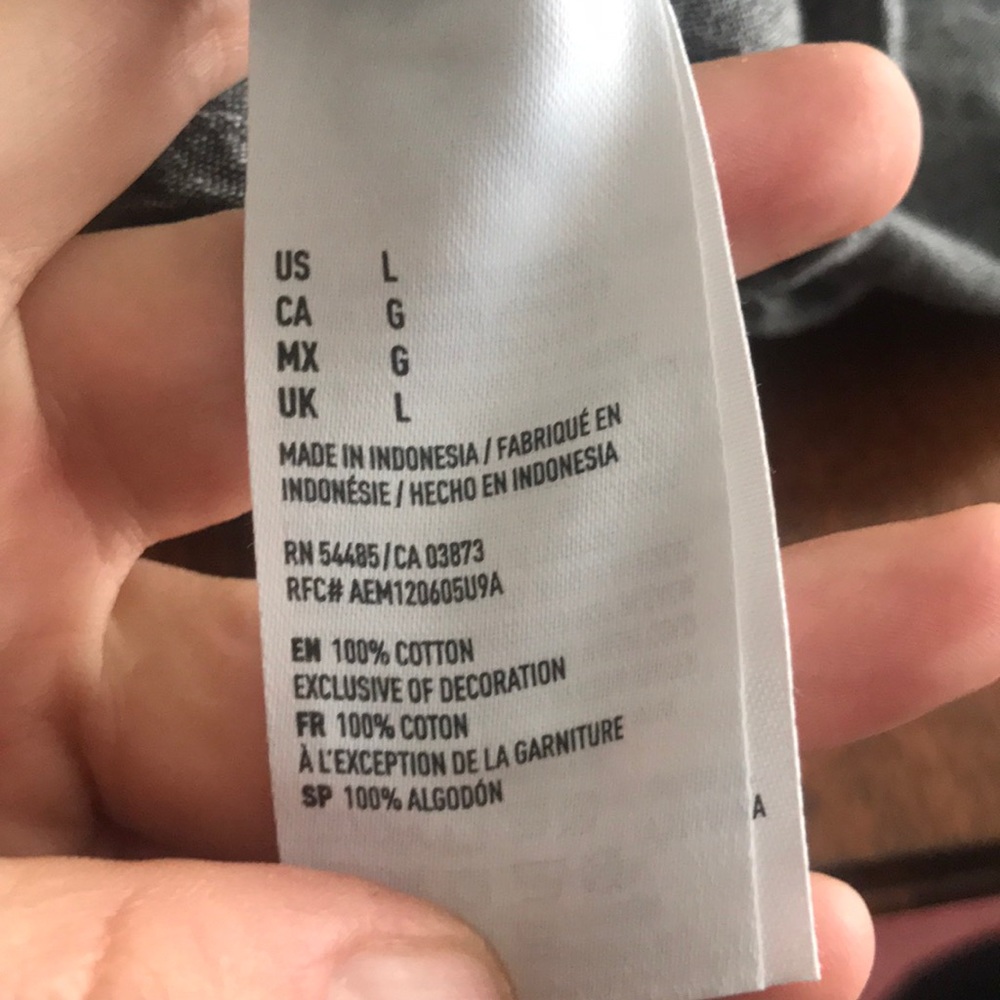 US L
CA G
MX G
UK L
MADE IN INDONESIA / FABRIQUÉ EN
INDONÉSIE / HECHO EN INDONESIA
RN 54485/CA 03873
RFC# AEM120605U9A
EN 100% COTTON
EXCLUSIVE OF DECORATION
FR 100% COTON
À L'EXCEPTION DE LA GARNITURE
SP 100% ALGODÓN
A